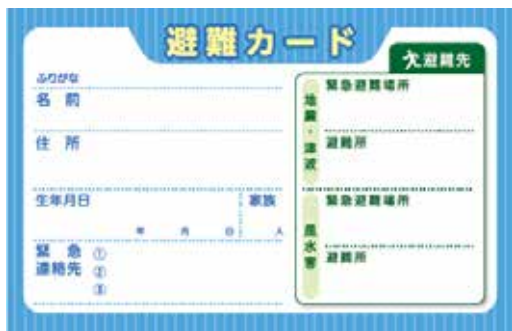 避難カード
避難先
ふりがな
名 前
住 所
生年月日 家族
年 月 日 人
緊 急 ①
連絡先 ②
③
地震・津波
緊急避難場所
避難所
風水害
緊急避難場所
避難所